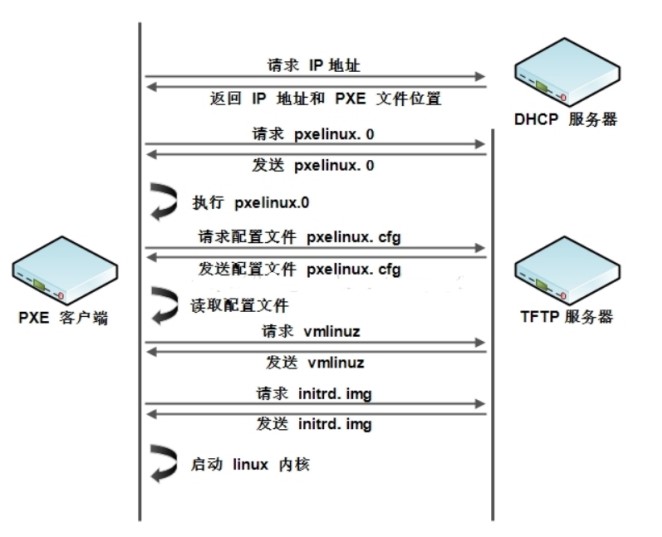 请求 IP 地址
返回 IP 地址和 PXE 文件位置
DHCP 服务器
请求 pxelinux. 0
发送 pxelinux. 0
执行 pxelinux.0
请求配置文件 pxelinux. cfg
发送配置文件 pxelinux. cfg
读取配置文件
PXE 客户端
TFTP 服务器
请求 vmlinuz
发送 vmlinuz
请求 initrd. img
发送 initrd. img
启动 linux 内核